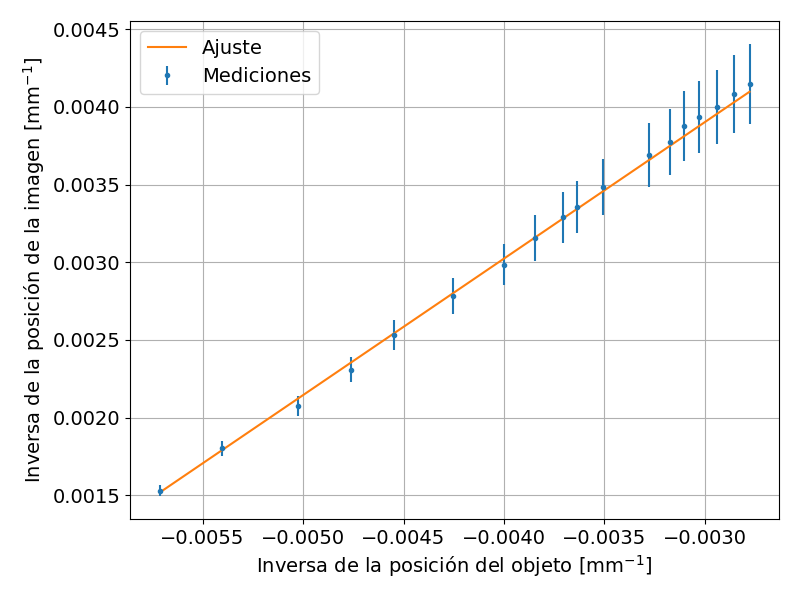 Ajuste
Mediciones
0.0045
0.0040
0.0035
0.0030
0.0025
0.0020
0.0015
Inversa de la posición de la imagen [mm⁻¹]
−0.0055 −0.0050 −0.0045 −0.0040 −0.0035 −0.0030
Inversa de la posición del objeto [mm⁻¹]